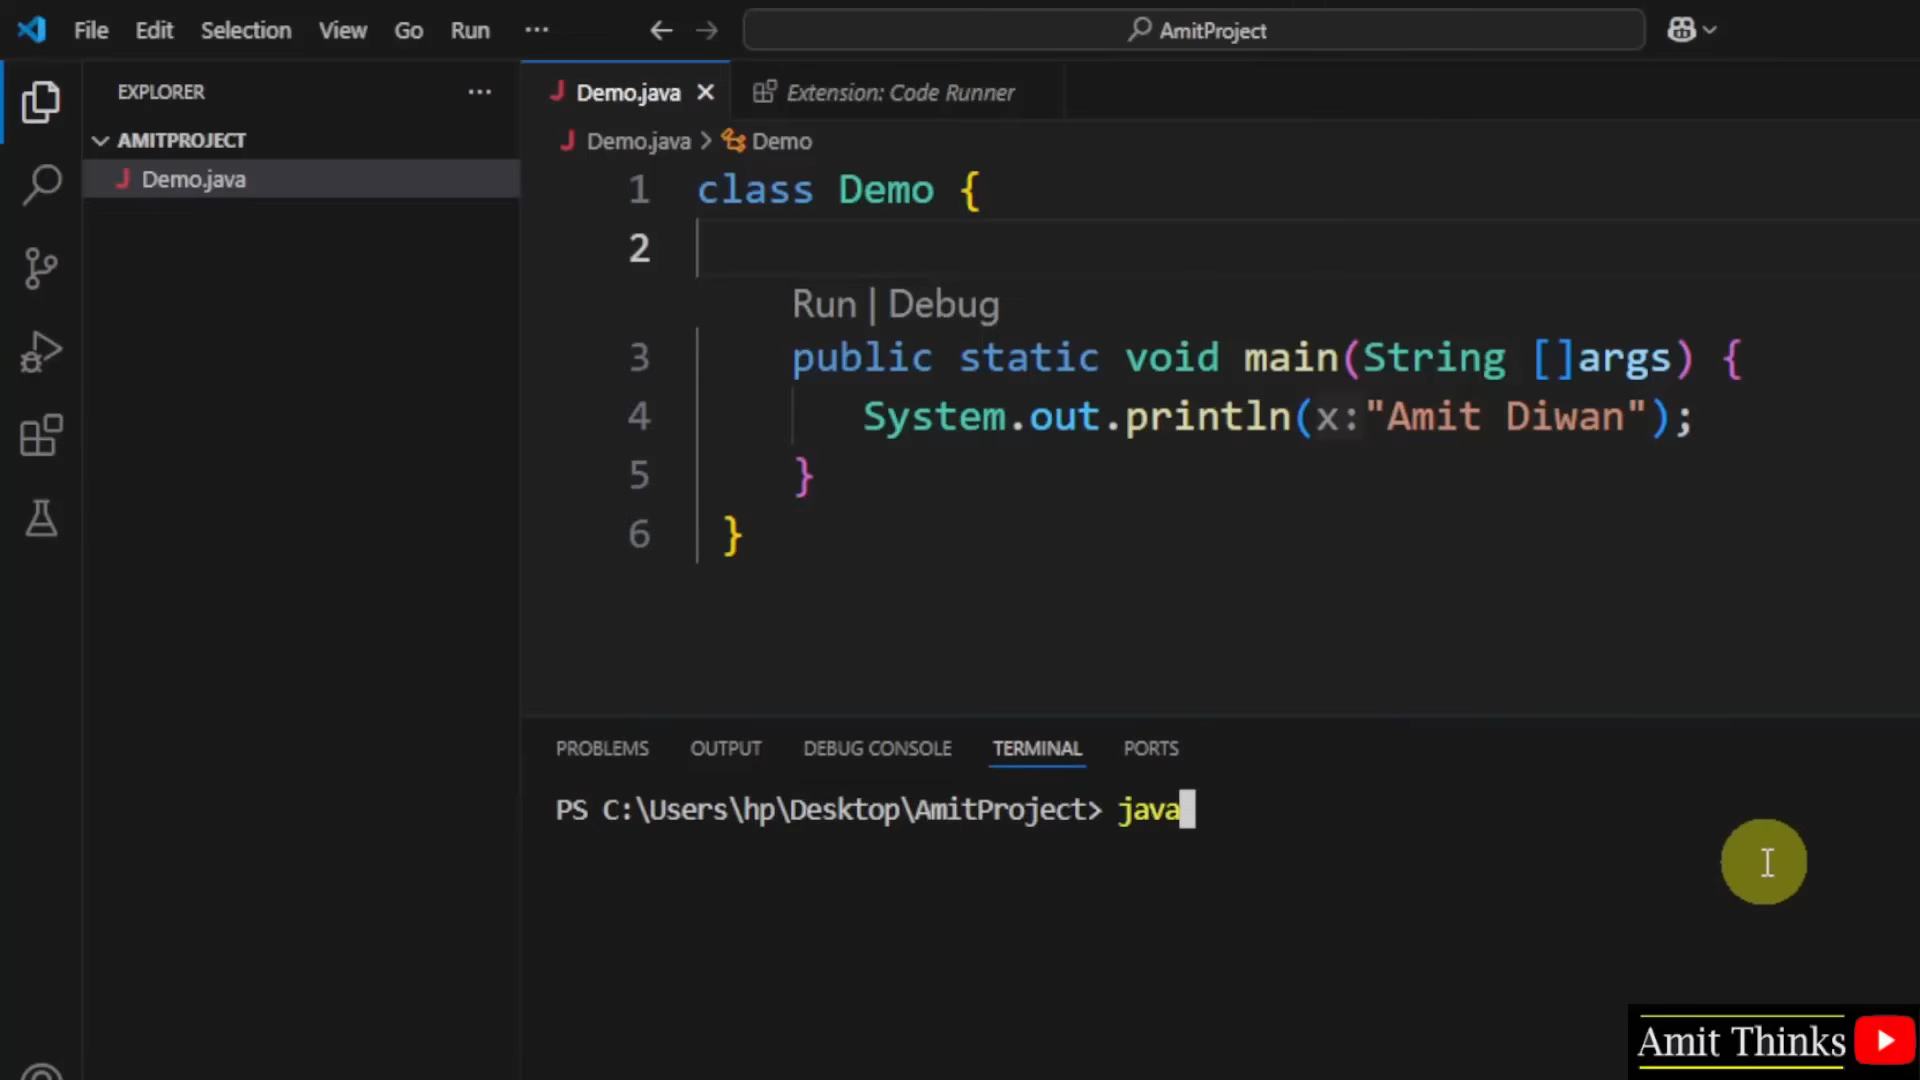 File Edit Selection View Go Run ···
AmitProject
EXPLORER ···
AMITPROJECT
Demo.java
Demo.java
Extension: Code Runner
Demo.java > Demo
1 class Demo {
2
Run | Debug
3 public static void main(String []args) {
4 System.out.println(x:"Amit Diwan");
5 }
6 }
PROBLEMS OUTPUT DEBUG CONSOLE TERMINAL PORTS
PS C:\Users\hp\Desktop\AmitProject> java
Amit Thinks